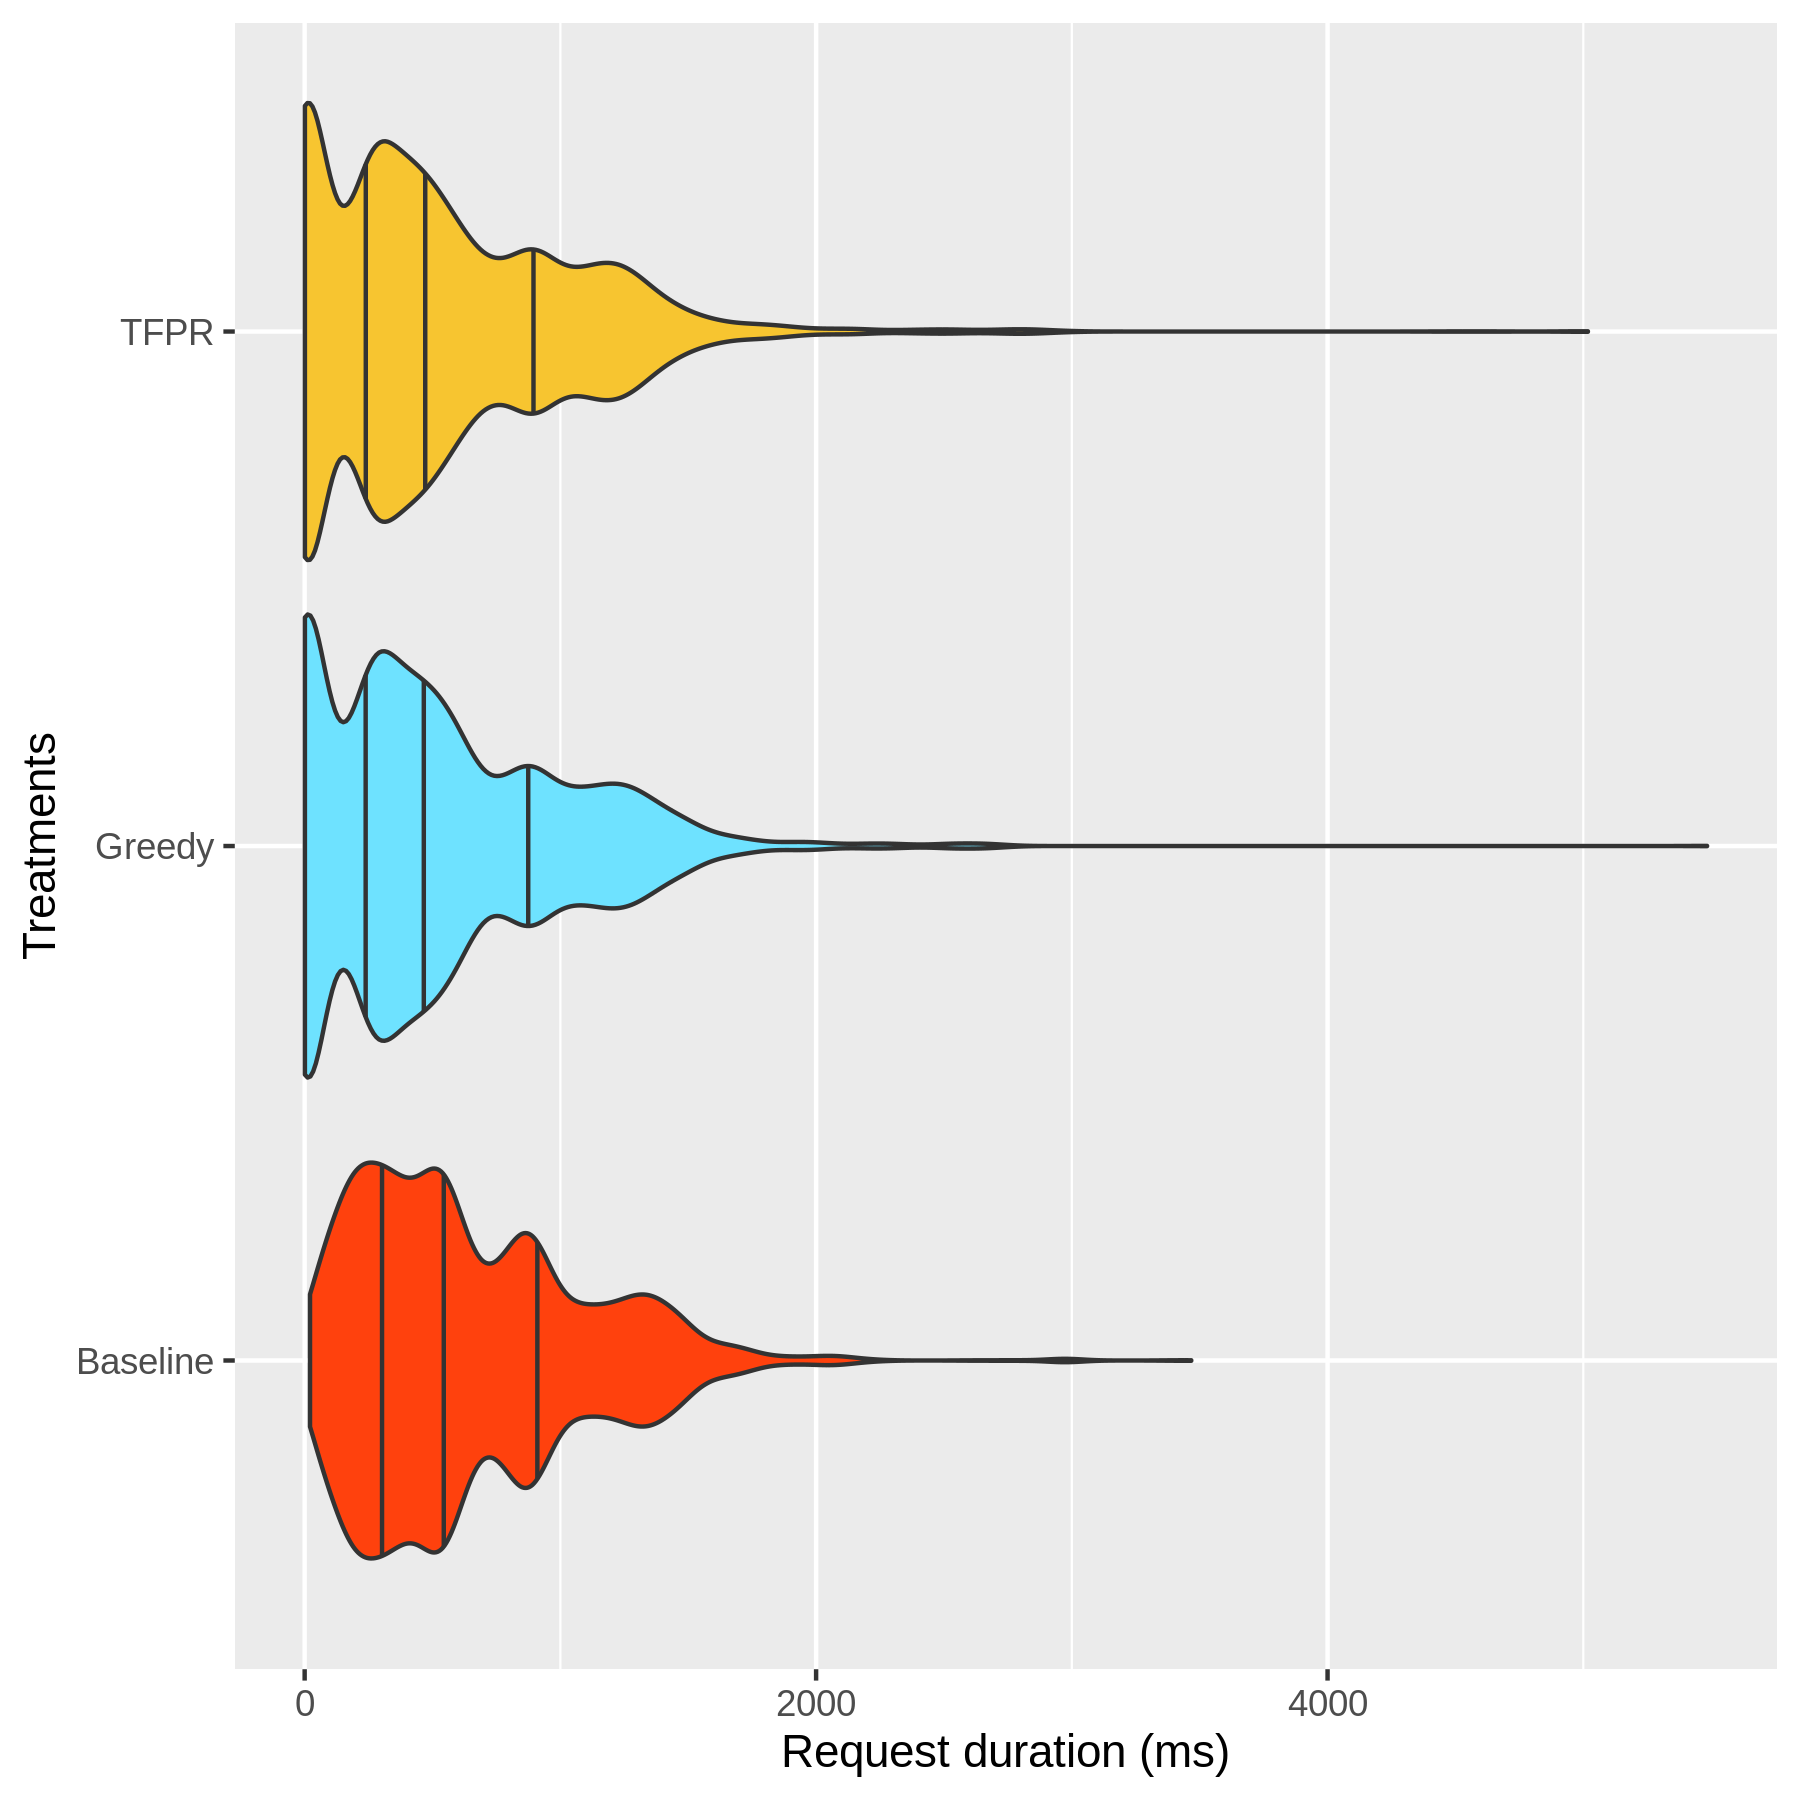 Treatments
TFPR
Greedy
Baseline
0 2000 4000
Request duration (ms)